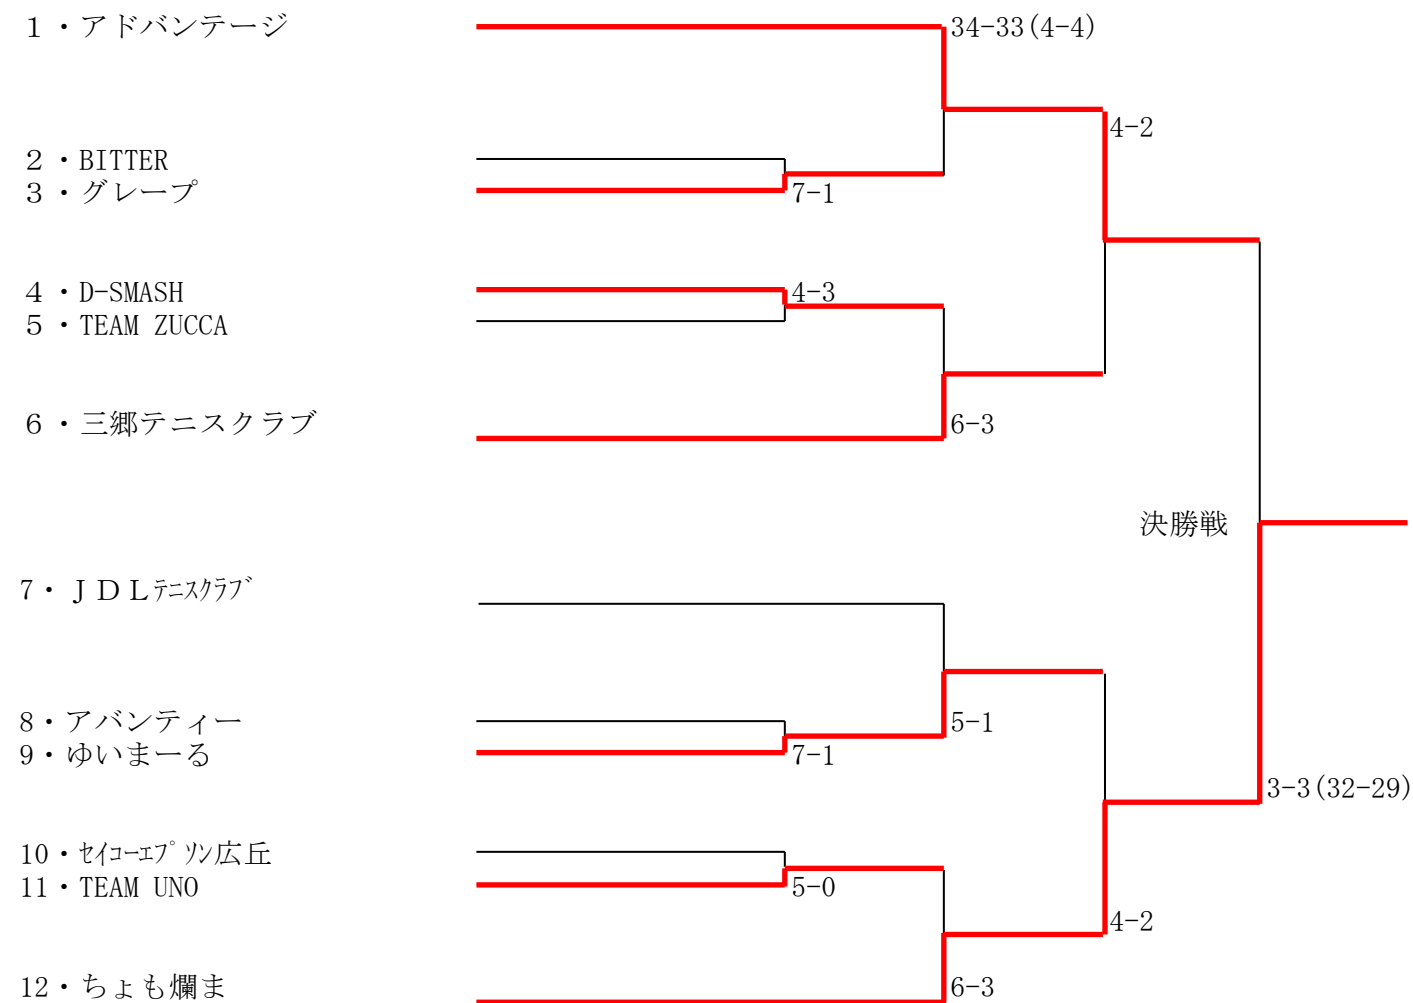 １・アドバンテージ
34-33(4-4)
4-2
２・BITTER
３・グレープ
7-1
４・D-SMASH
4-3
５・TEAM ZUCCA
６・三郷テニスクラブ
6-3
決勝戦
7・ＪＤＬﾃﾆｽｸﾗﾌﾞ
8・アバンティー
5-1
9・ゆいまーる
7-1
3-3(32-29)
10・ｾｲｺｰｴﾌﾟｿﾝ広丘
11・TEAM UNO
5-0
4-2
12・ちょも爛ま
6-3